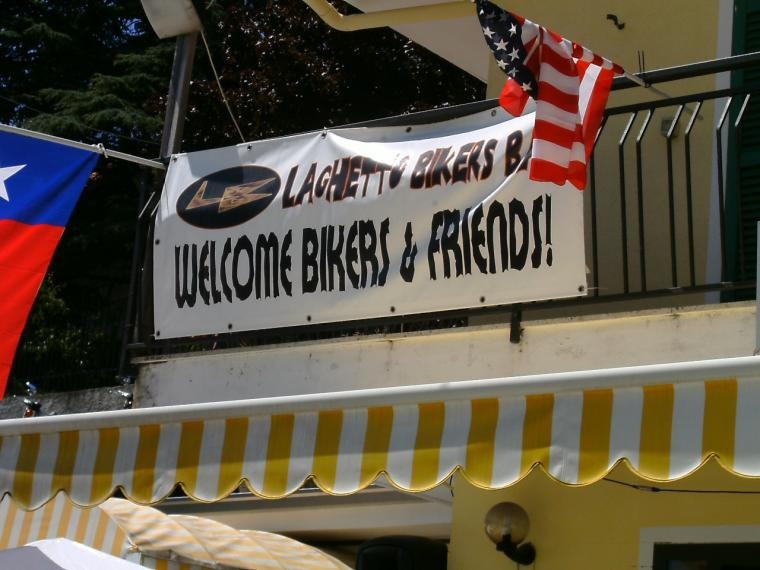 LAGHETTO BIKERS
WELCOME BIKERS & FRIENDS!